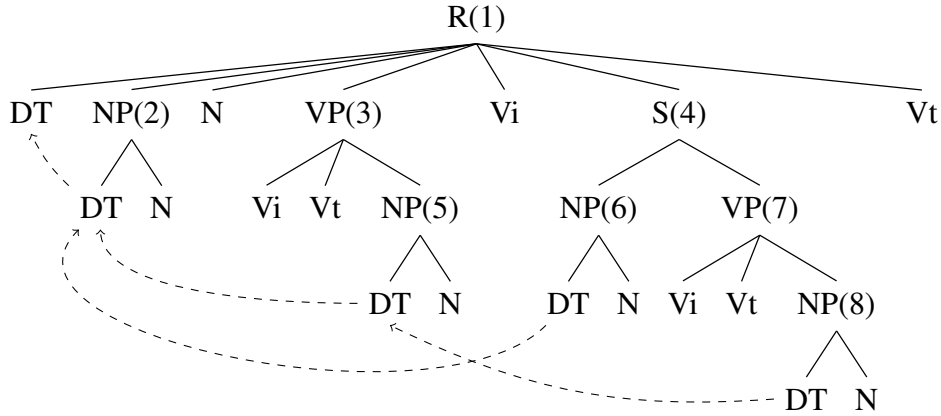 R(1)
DT NP(2) N VP(3) Vi S(4) Vt
DT N Vi Vt NP(5) NP(6) VP(7)
DT N DT N Vi Vt NP(8)
DT N